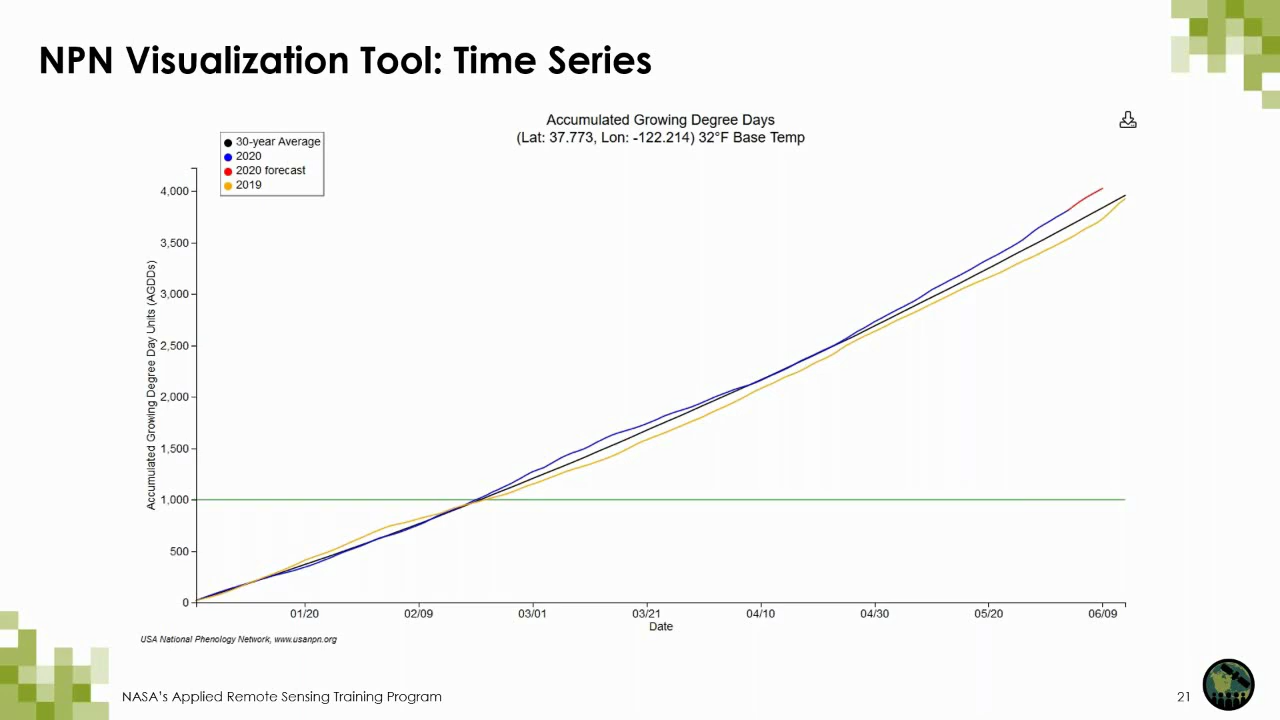 NPN Visualization Tool: Time Series
Accumulated Growing Degree Days
(Lat: 37.773, Lon: -122.214) 32°F Base Temp
30-year Average
2020
2020 forecast
2019
Accumulated Growing Degree Day Units (AGDDs)
4,000
3,500
3,000
2,500
2,000
1,500
1,000
500
0
01/20 02/09 03/01 03/21 04/10 04/30 05/20 06/09
Date
USA National Phenology Network, www.usanpn.org
NASA's Applied Remote Sensing Training Program
21